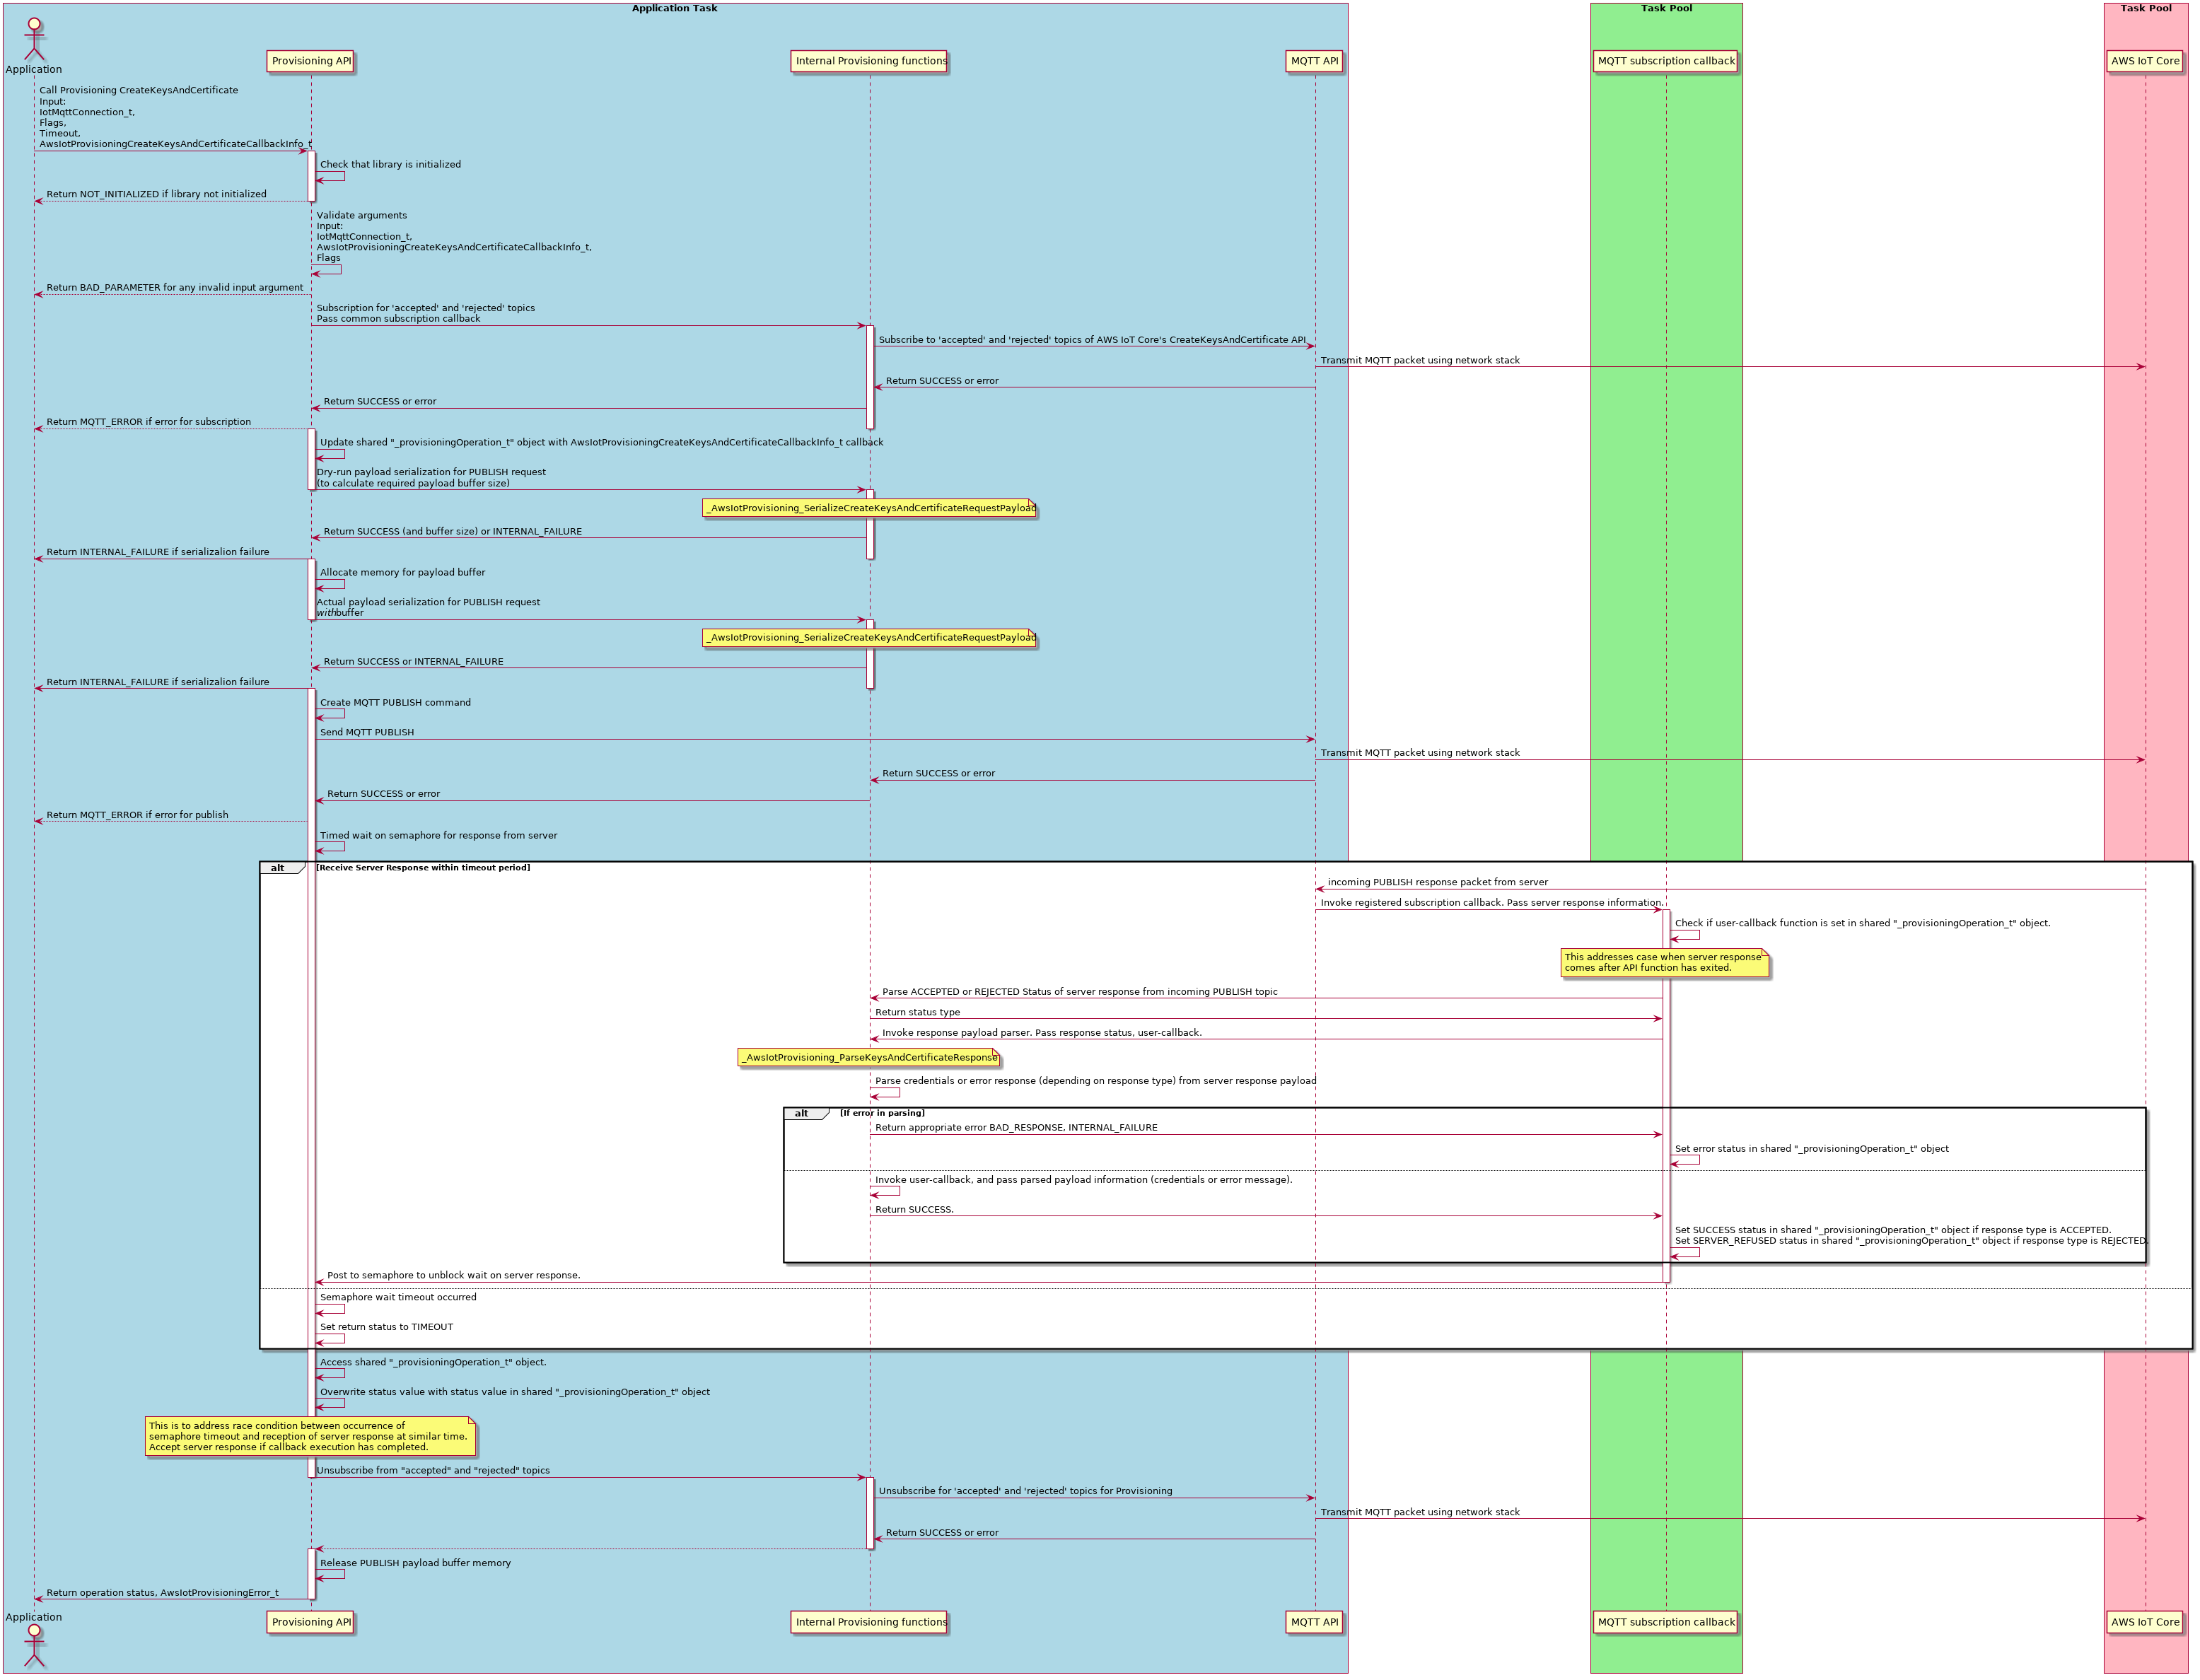 Application Task
Task Pool
Task Pool
Application
Provisioning API
Internal Provisioning functions
MQTT API
MQTT subscription callback
AWS IoT Core
Call Provisioning CreateKeysAndCertificate
Input:
IotMqttConnection_t,
Flags,
Timeout,
AwsIotProvisioningCreateKeysAndCertificateCallbackInfo_t
Check that library is initialized
Return NOT_INITIALIZED if library not initialized
Validate arguments
Input:
IotMqttConnection_t,
AwsIotProvisioningCreateKeysAndCertificateCallbackInfo_t,
Flags
Return BAD_PARAMETER for any invalid input argument
Subscription for 'accepted' and 'rejected' topics
Pass common subscription callback
Subscribe to 'accepted' and 'rejected' topics of AWS IoT Core's CreateKeysAndCertificate API
Transmit MQTT packet using network stack
Return SUCCESS or error
Return SUCCESS or error
Return MQTT_ERROR if error for subscription
Update shared "_provisioningOperation_t" object with AwsIotProvisioningCreateKeysAndCertificateCallbackInfo_t callback
Dry-run payload serialization for PUBLISH request
(to calculate required payload buffer size)
_AwsIotProvisioning_SerializeCreateKeysAndCertificateRequestPayload
Return SUCCESS (and buffer size) or INTERNAL_FAILURE
Return INTERNAL_FAILURE if serializalion failure
Allocate memory for payload buffer
Actual payload serialization for PUBLISH request
withbuffer
_AwsIotProvisioning_SerializeCreateKeysAndCertificateRequestPayload
Return SUCCESS or INTERNAL_FAILURE
Return INTERNAL_FAILURE if serializalion failure
Create MQTT PUBLISH command
Send MQTT PUBLISH
Transmit MQTT packet using network stack
Return SUCCESS or error
Return SUCCESS or error
Return MQTT_ERROR if error for publish
Timed wait on semaphore for response from server
alt [Receive Server Response within timeout period]
incoming PUBLISH response packet from server
Invoke registered subscription callback. Pass server response information.
Check if user-callback function is set in shared "_provisioningOperation_t" object.
This addresses case when server response
comes after API function has exited.
Parse ACCEPTED or REJECTED Status of server response from incoming PUBLISH topic
Return status type
Invoke response payload parser. Pass response status, user-callback.
_AwsIotProvisioning_ParseKeysAndCertificateResponse
Parse credentials or error response (depending on response type) from server response payload
alt [If error in parsing]
Return appropriate error BAD_RESPONSE, INTERNAL_FAILURE
Set error status in shared "_provisioningOperation_t" object
Invoke user-callback, and pass parsed payload information (credentials or error message).
Return SUCCESS.
Set SUCCESS status in shared "_provisioningOperation_t" object if response type is ACCEPTED.
Set SERVER_REFUSED status in shared "_provisioningOperation_t" object if response type is REJECTED.
Post to semaphore to unblock wait on server response.
Semaphore wait timeout occurred
Set return status to TIMEOUT
Access shared "_provisioningOperation_t" object.
Overwrite status value with status value in shared "_provisioningOperation_t" object
This is to address race condition between occurrence of
semaphore timeout and reception of server response at similar time.
Accept server response if callback execution has completed.
Unsubscribe from "accepted" and "rejected" topics
Unsubscribe for 'accepted' and 'rejected' topics for Provisioning
Transmit MQTT packet using network stack
Return SUCCESS or error
Release PUBLISH payload buffer memory
Return operation status, AwsIotProvisioningError_t
Application
Provisioning API
Internal Provisioning functions
MQTT API
MQTT subscription callback
AWS IoT Core